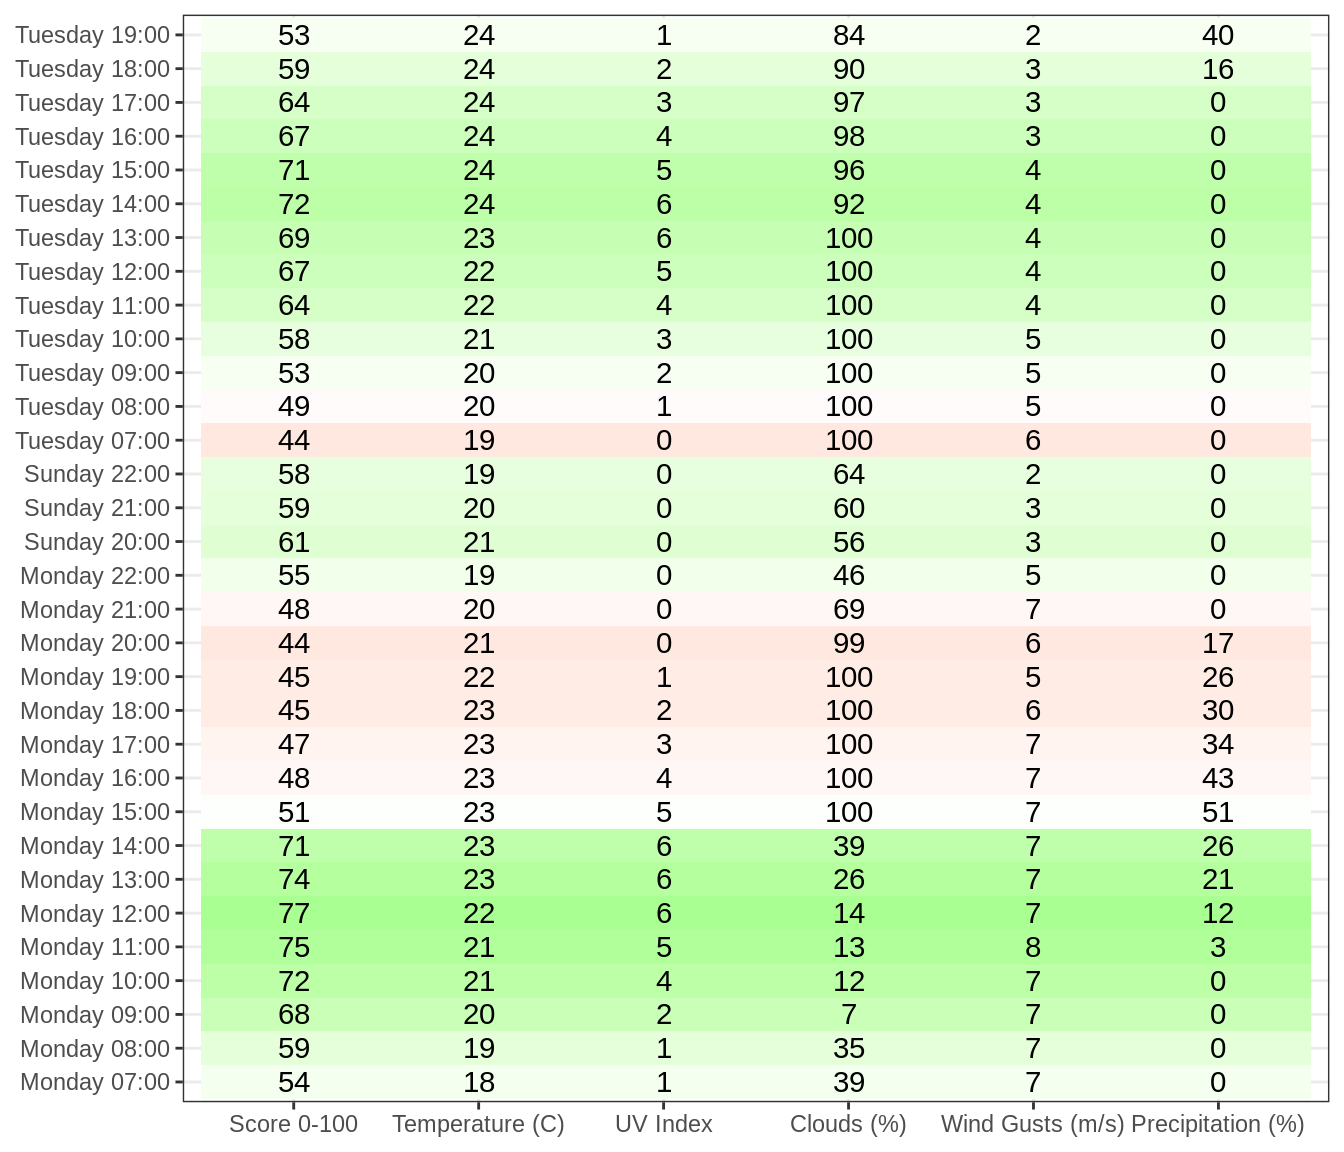 Tuesday 19:00 53 24 1 84 2 40
Tuesday 18:00 59 24 2 90 3 16
Tuesday 17:00 64 24 3 97 3 0
Tuesday 16:00 67 24 4 98 3 0
Tuesday 15:00 71 24 5 96 4 0
Tuesday 14:00 72 24 6 92 4 0
Tuesday 13:00 69 23 6 100 4 0
Tuesday 12:00 67 22 5 100 4 0
Tuesday 11:00 64 22 4 100 4 0
Tuesday 10:00 58 21 3 100 5 0
Tuesday 09:00 53 20 2 100 5 0
Tuesday 08:00 49 20 1 100 5 0
Tuesday 07:00 44 19 0 100 6 0
Sunday 22:00 58 19 0 64 2 0
Sunday 21:00 59 20 0 60 3 0
Sunday 20:00 61 21 0 56 3 0
Monday 22:00 55 19 0 46 5 0
Monday 21:00 48 20 0 69 7 0
Monday 20:00 44 21 0 99 6 17
Monday 19:00 45 22 1 100 5 26
Monday 18:00 45 23 2 100 6 30
Monday 17:00 47 23 3 100 7 34
Monday 16:00 48 23 4 100 7 43
Monday 15:00 51 23 5 100 7 51
Monday 14:00 71 23 6 39 7 26
Monday 13:00 74 23 6 26 7 21
Monday 12:00 77 22 6 14 7 12
Monday 11:00 75 21 5 13 8 3
Monday 10:00 72 21 4 12 7 0
Monday 09:00 68 20 2 7 7 0
Monday 08:00 59 19 1 35 7 0
Monday 07:00 54 18 1 39 7 0
Score 0-100 Temperature (C) UV Index Clouds (%) Wind Gusts (m/s) Precipitation (%)